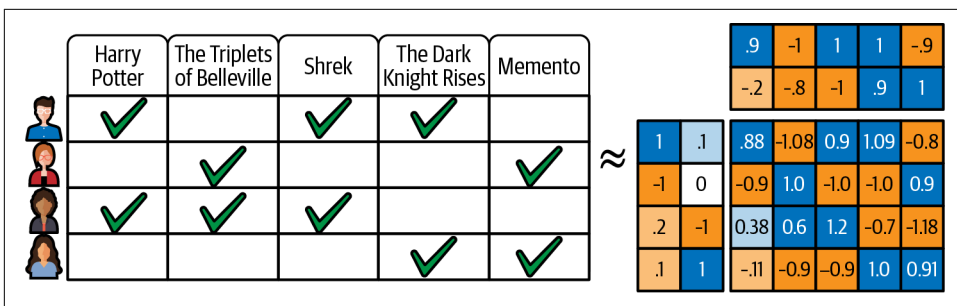 Harry Potter
The Triplets of Belleville
Shrek
The Dark Knight Rises
Memento
.9 -1 1 1 -.9
-.2 -.8 -1 .9 1
≈
1 .1
-1 0
.2 -1
.1 1
.88 -1.08 0.9 1.09 -0.8
-0.9 1.0 -1.0 -1.0 0.9
0.38 0.6 1.2 -0.7 -1.18
-.11 -0.9 -0.9 1.0 0.91